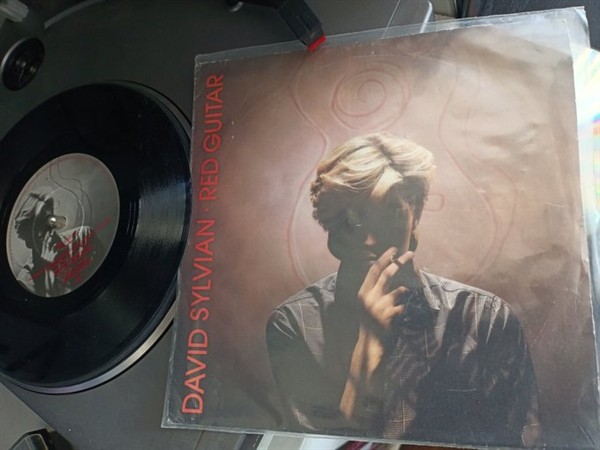 DAVID SYLVIAN · RED GUITAR